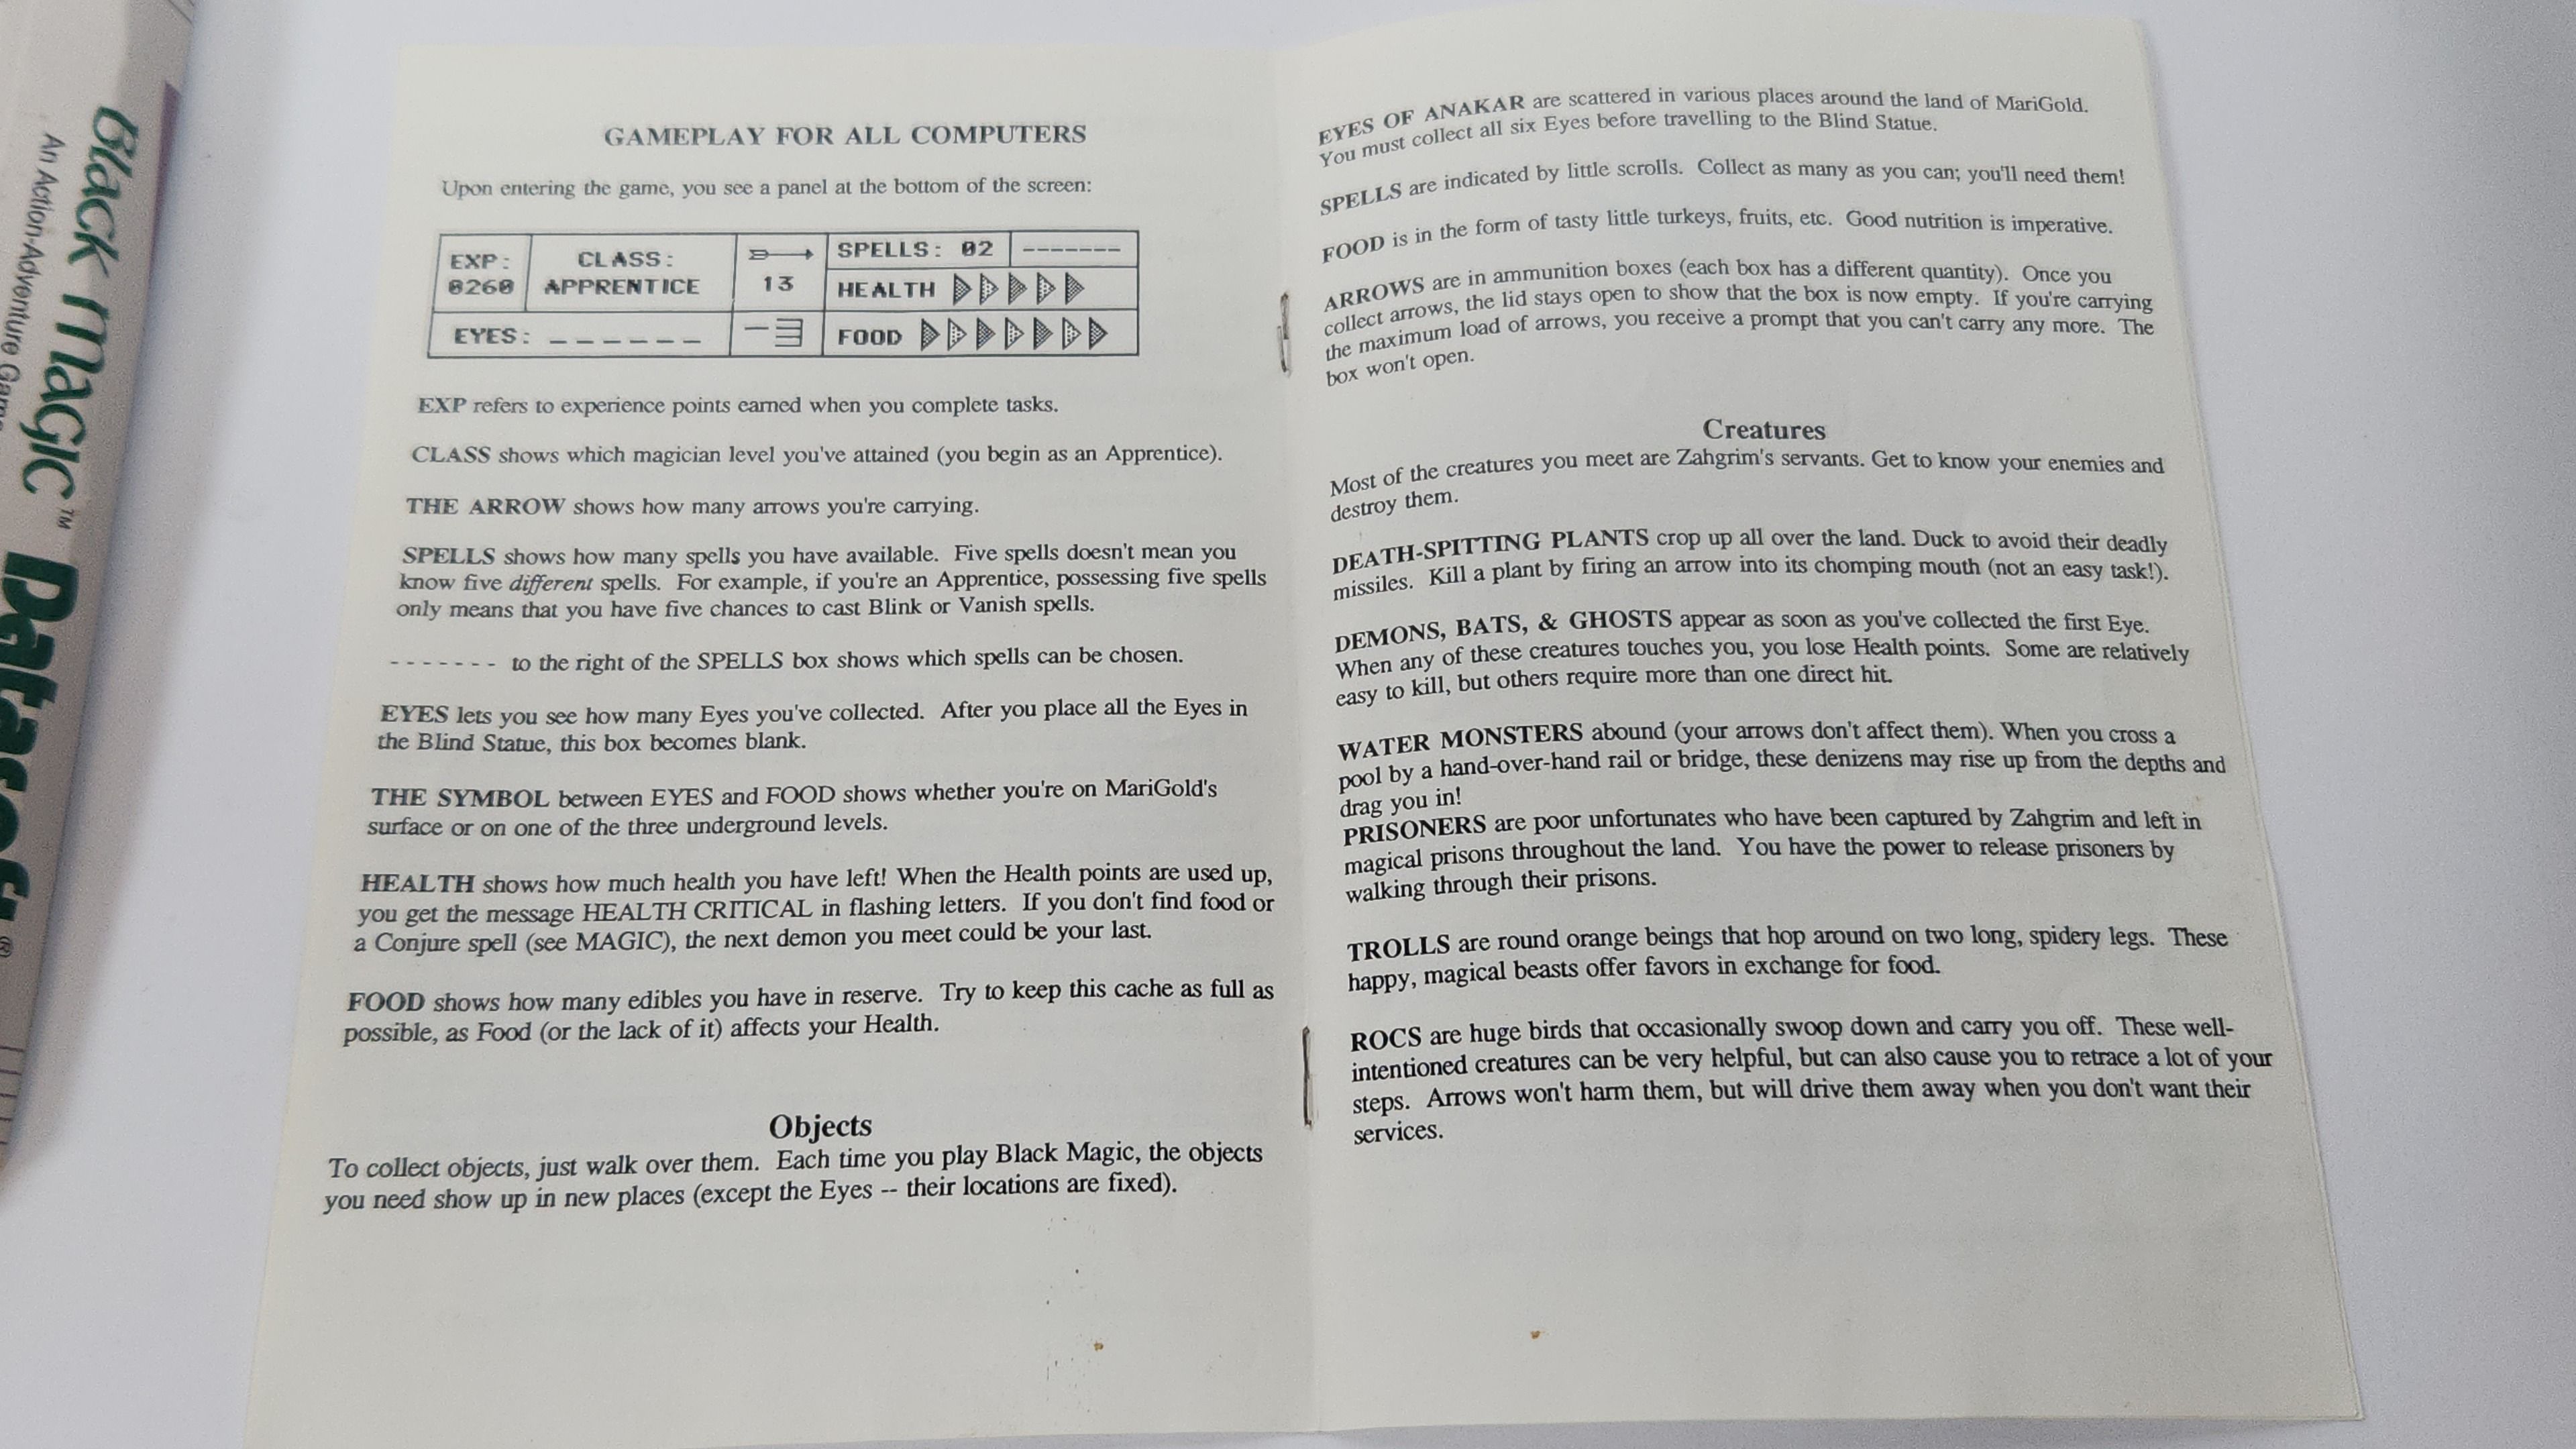 Black Magic™ Datasoft®
An Action-Adventure Game
GAMEPLAY FOR ALL COMPUTERS
Upon entering the game, you see a panel at the bottom of the screen:
EXP: 0260
CLASS: APPRENTICE
13
SPELLS: 02 -------
HEALTH
EYES: _ _ _ _ _ _
FOOD
EXP refers to experience points earned when you complete tasks.
CLASS shows which magician level you've attained (you begin as an Apprentice).
THE ARROW shows how many arrows you're carrying.
SPELLS shows how many spells you have available. Five spells doesn't mean you
know five different spells. For example, if you're an Apprentice, possessing five spells
only means that you have five chances to cast Blink or Vanish spells.
- - - - - - - to the right of the SPELLS box shows which spells can be chosen.
EYES lets you see how many Eyes you've collected. After you place all the Eyes in
the Blind Statue, this box becomes blank.
THE SYMBOL between EYES and FOOD shows whether you're on MariGold's
surface or on one of the three underground levels.
HEALTH shows how much health you have left! When the Health points are used up,
you get the message HEALTH CRITICAL in flashing letters. If you don't find food or
a Conjure spell (see MAGIC), the next demon you meet could be your last.
FOOD shows how many edibles you have in reserve. Try to keep this cache as full as
possible, as Food (or the lack of it) affects your Health.
Objects
To collect objects, just walk over them. Each time you play Black Magic, the objects
you need show up in new places (except the Eyes -- their locations are fixed).
EYES OF ANAKAR are scattered in various places around the land of MariGold.
You must collect all six Eyes before travelling to the Blind Statue.
SPELLS are indicated by little scrolls. Collect as many as you can; you'll need them!
FOOD is in the form of tasty little turkeys, fruits, etc. Good nutrition is imperative.
ARROWS are in ammunition boxes (each box has a different quantity). Once you
collect arrows, the lid stays open to show that the box is now empty. If you're carrying
the maximum load of arrows, you receive a prompt that you can't carry any more. The
box won't open.
Creatures
Most of the creatures you meet are Zahgrim's servants. Get to know your enemies and
destroy them.
DEATH-SPITTING PLANTS crop up all over the land. Duck to avoid their deadly
missiles. Kill a plant by firing an arrow into its chomping mouth (not an easy task!).
DEMONS, BATS, & GHOSTS appear as soon as you've collected the first Eye.
When any of these creatures touches you, you lose Health points. Some are relatively
easy to kill, but others require more than one direct hit.
WATER MONSTERS abound (your arrows don't affect them). When you cross a
pool by a hand-over-hand rail or bridge, these denizens may rise up from the depths and
drag you in!
PRISONERS are poor unfortunates who have been captured by Zahgrim and left in
magical prisons throughout the land. You have the power to release prisoners by
walking through their prisons.
TROLLS are round orange beings that hop around on two long, spidery legs. These
happy, magical beasts offer favors in exchange for food.
ROCS are huge birds that occasionally swoop down and carry you off. These well-
intentioned creatures can be very helpful, but can also cause you to retrace a lot of your
steps. Arrows won't harm them, but will drive them away when you don't want their
services.